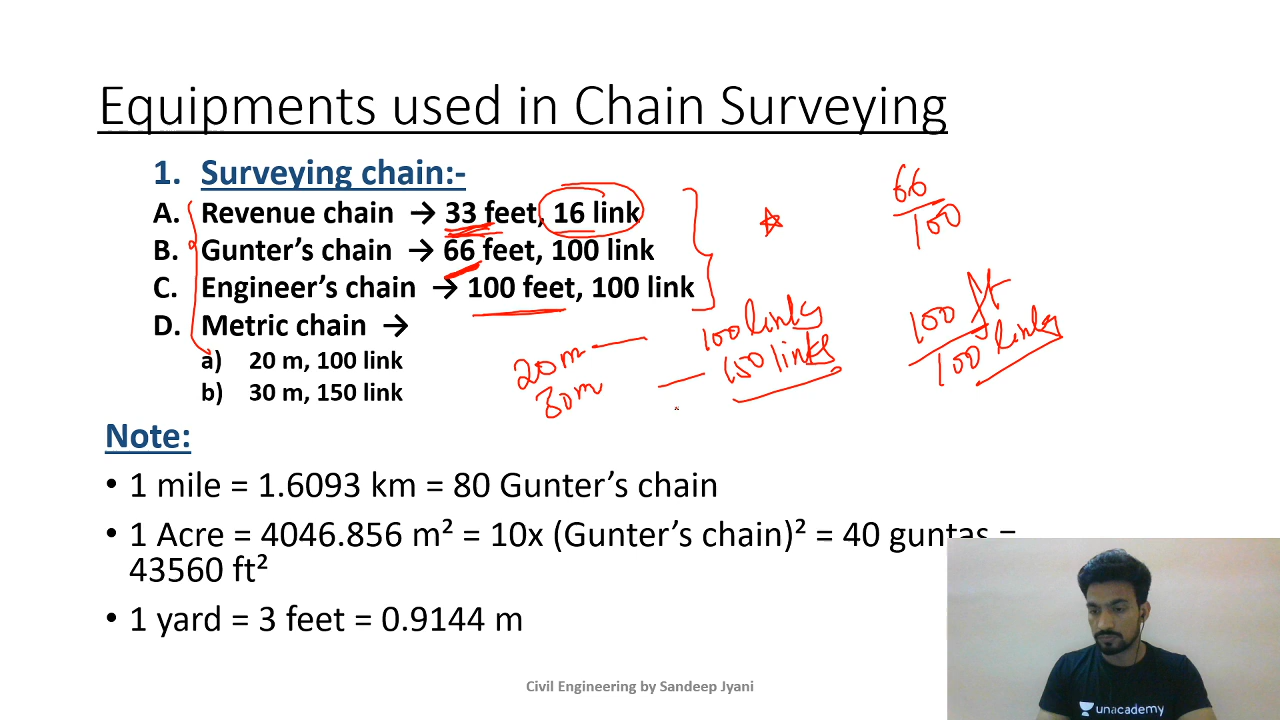 Equipments used in Chain Surveying
1. Surveying chain:-
A. Revenue chain → 33 feet, 16 link
B. Gunter’s chain → 66 feet, 100 link
C. Engineer’s chain → 100 feet, 100 link
D. Metric chain →
a) 20 m, 100 link
b) 30 m, 150 link
66
100
100 ft
100 links
20m — 100 links
30m — 150 links
Note:
• 1 mile = 1.6093 km = 80 Gunter’s chain
• 1 Acre = 4046.856 m² = 10x (Gunter’s chain)² = 40 guntas =
43560 ft²
• 1 yard = 3 feet = 0.9144 m
Civil Engineering by Sandeep Jyani
unacademy